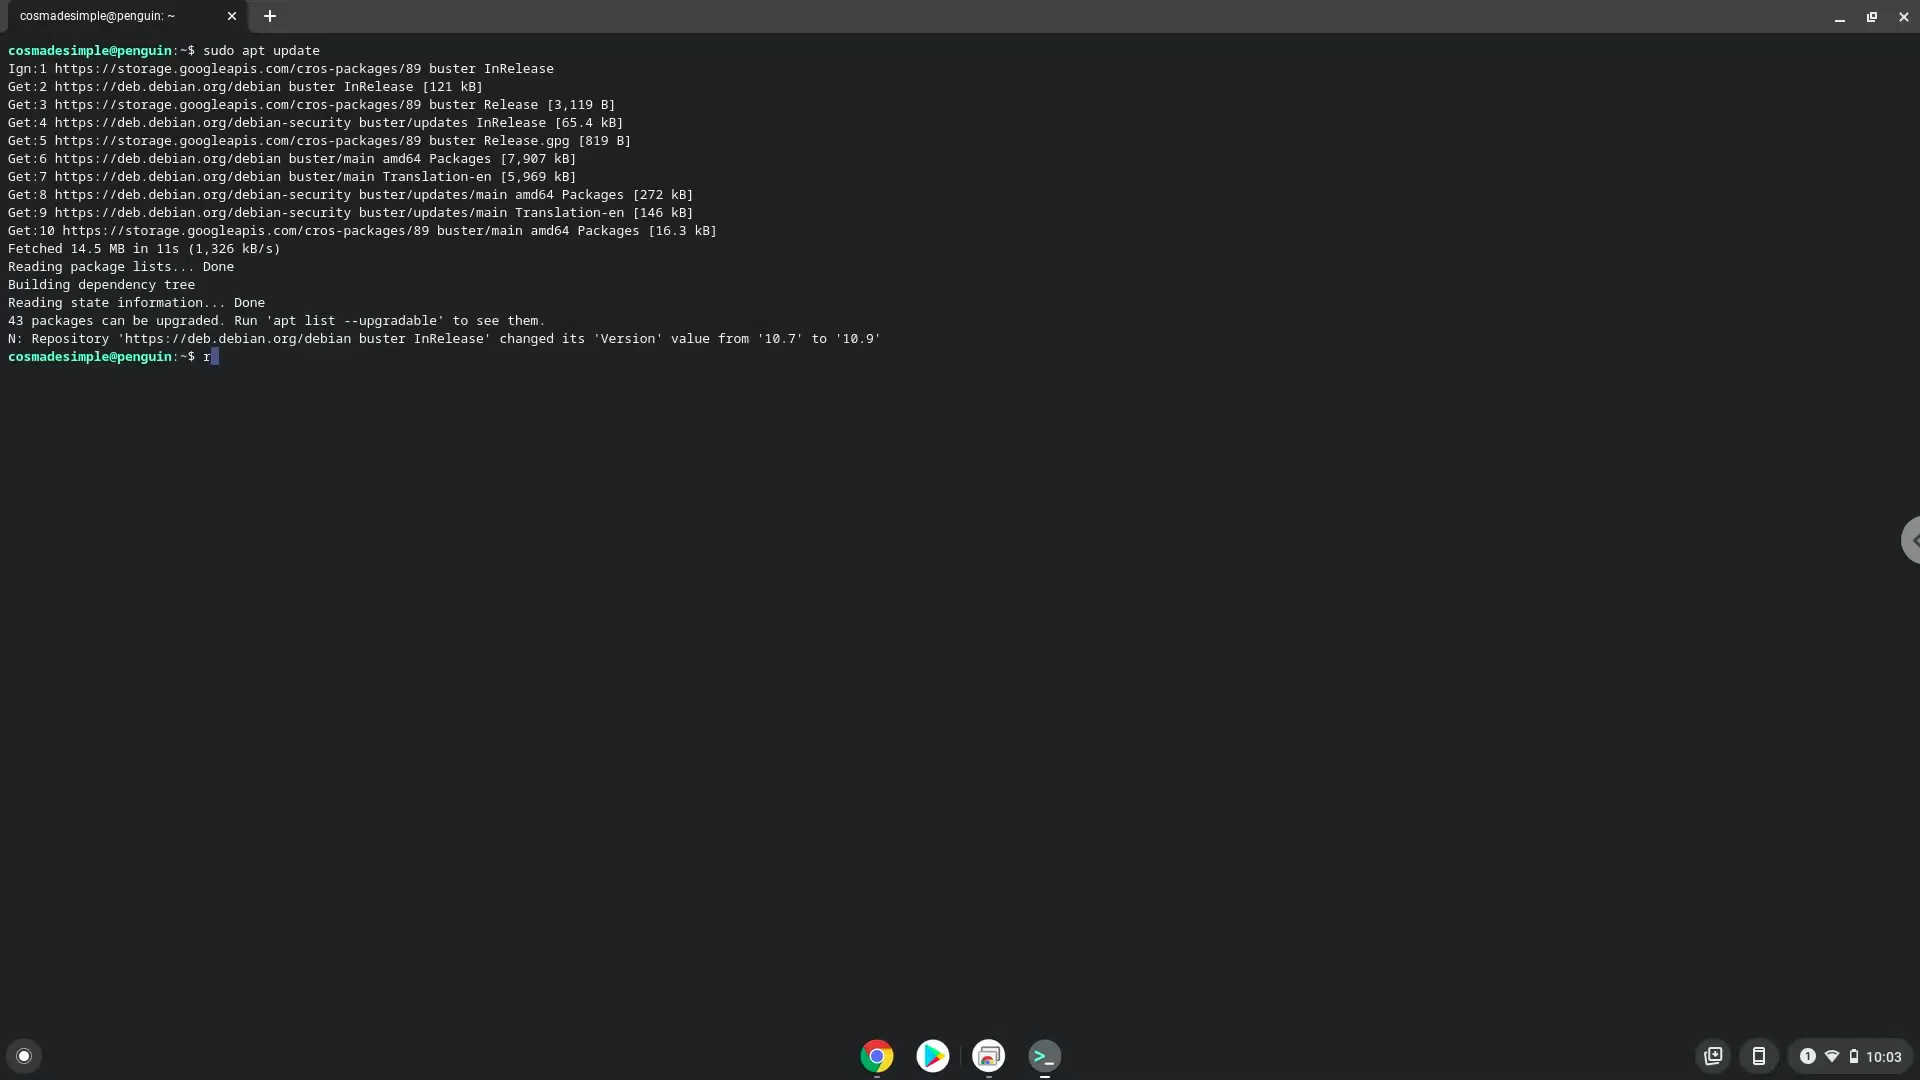 cosmadesimple@penguin: ~
cosmadesimple@penguin:~$ sudo apt update
Ign:1 https://storage.googleapis.com/cros-packages/89 buster InRelease
Get:2 https://deb.debian.org/debian buster InRelease [121 kB]
Get:3 https://storage.googleapis.com/cros-packages/89 buster Release [3,119 B]
Get:4 https://deb.debian.org/debian-security buster/updates InRelease [65.4 kB]
Get:5 https://storage.googleapis.com/cros-packages/89 buster Release.gpg [819 B]
Get:6 https://deb.debian.org/debian buster/main amd64 Packages [7,907 kB]
Get:7 https://deb.debian.org/debian buster/main Translation-en [5,969 kB]
Get:8 https://deb.debian.org/debian-security buster/updates/main amd64 Packages [272 kB]
Get:9 https://deb.debian.org/debian-security buster/updates/main Translation-en [146 kB]
Get:10 https://storage.googleapis.com/cros-packages/89 buster/main amd64 Packages [16.3 kB]
Fetched 14.5 MB in 11s (1,326 kB/s)
Reading package lists... Done
Building dependency tree
Reading state information... Done
43 packages can be upgraded. Run 'apt list --upgradable' to see them.
N: Repository 'https://deb.debian.org/debian buster InRelease' changed its 'Version' value from '10.7' to '10.9'
cosmadesimple@penguin:~$ r
1 10:03